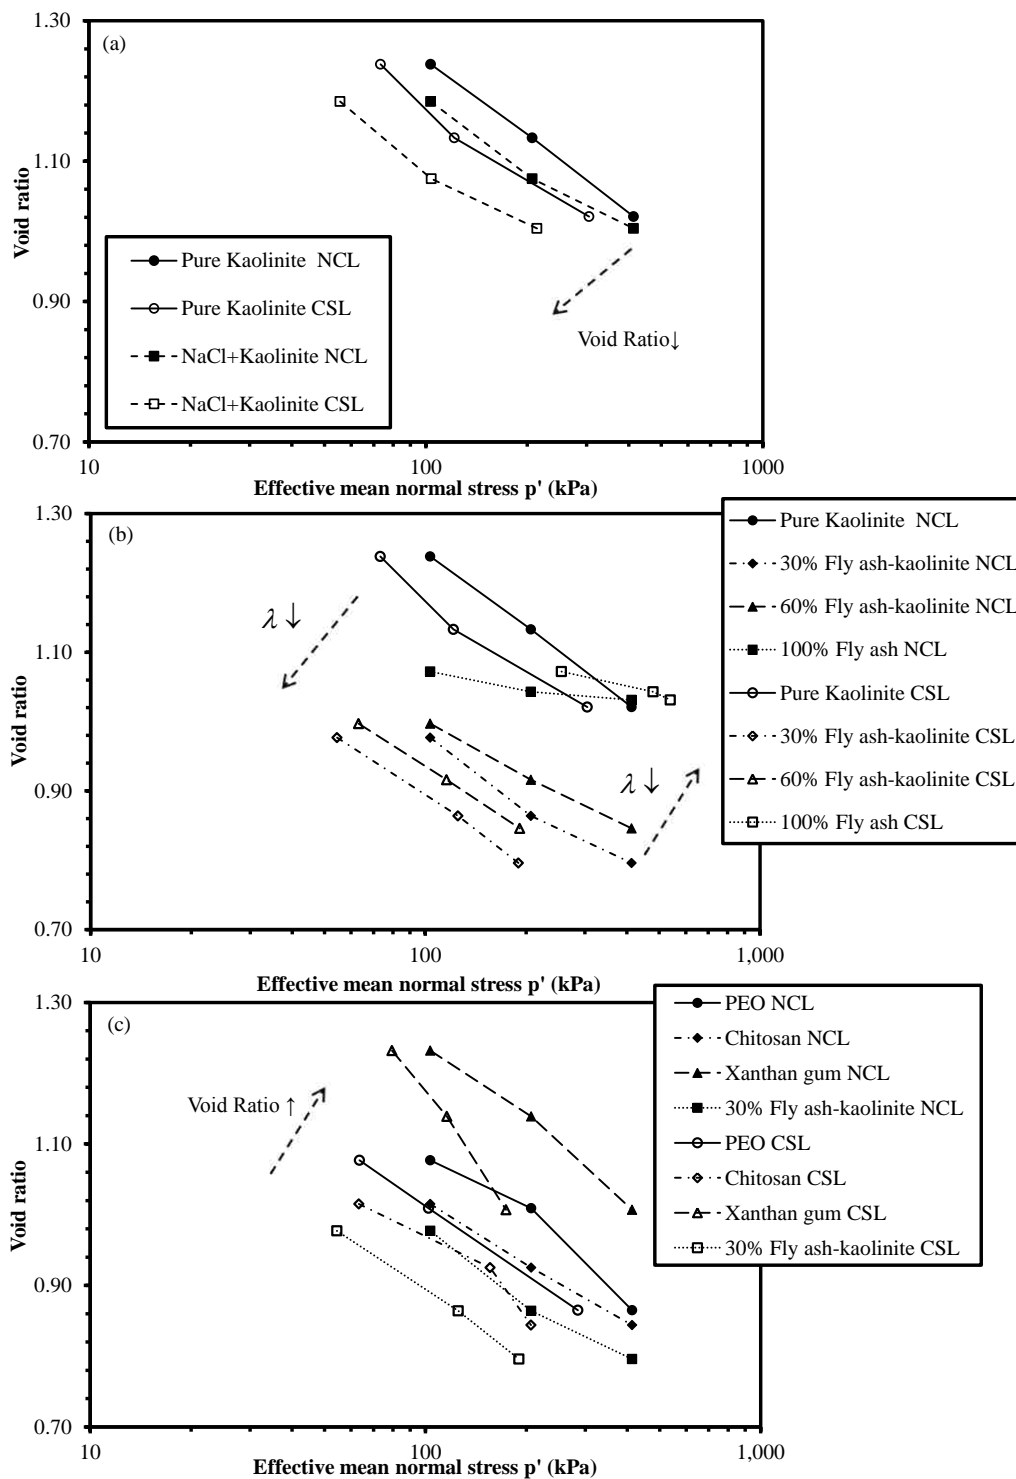 1.30
(a)
1.10
0.90
0.70
Void ratio
Pure Kaolinite NCL
Pure Kaolinite CSL
NaCl+Kaolinite NCL
NaCl+Kaolinite CSL
Void Ratio↓
10
100
1000
Effective mean normal stress p' (kPa)
1.30
(b)
1.10
0.90
0.70
Void ratio
λ ↓
λ ↓
Pure Kaolinite NCL
30% Fly ash-kaolinite NCL
60% Fly ash-kaolinite NCL
100% Fly ash NCL
Pure Kaolinite CSL
30% Fly ash-kaolinite CSL
60% Fly ash-kaolinite CSL
100% Fly ash CSL
10
100
1,000
Effective mean normal stress p' (kPa)
1.30
(c)
1.10
0.90
0.70
Void ratio
Void Ratio ↑
PEO NCL
Chitosan NCL
Xanthan gum NCL
30% Fly ash-kaolinite NCL
PEO CSL
Chitosan CSL
Xanthan gum CSL
30% Fly ash-kaolinite CSL
10
100
1,000
Effective mean normal stress p' (kPa)